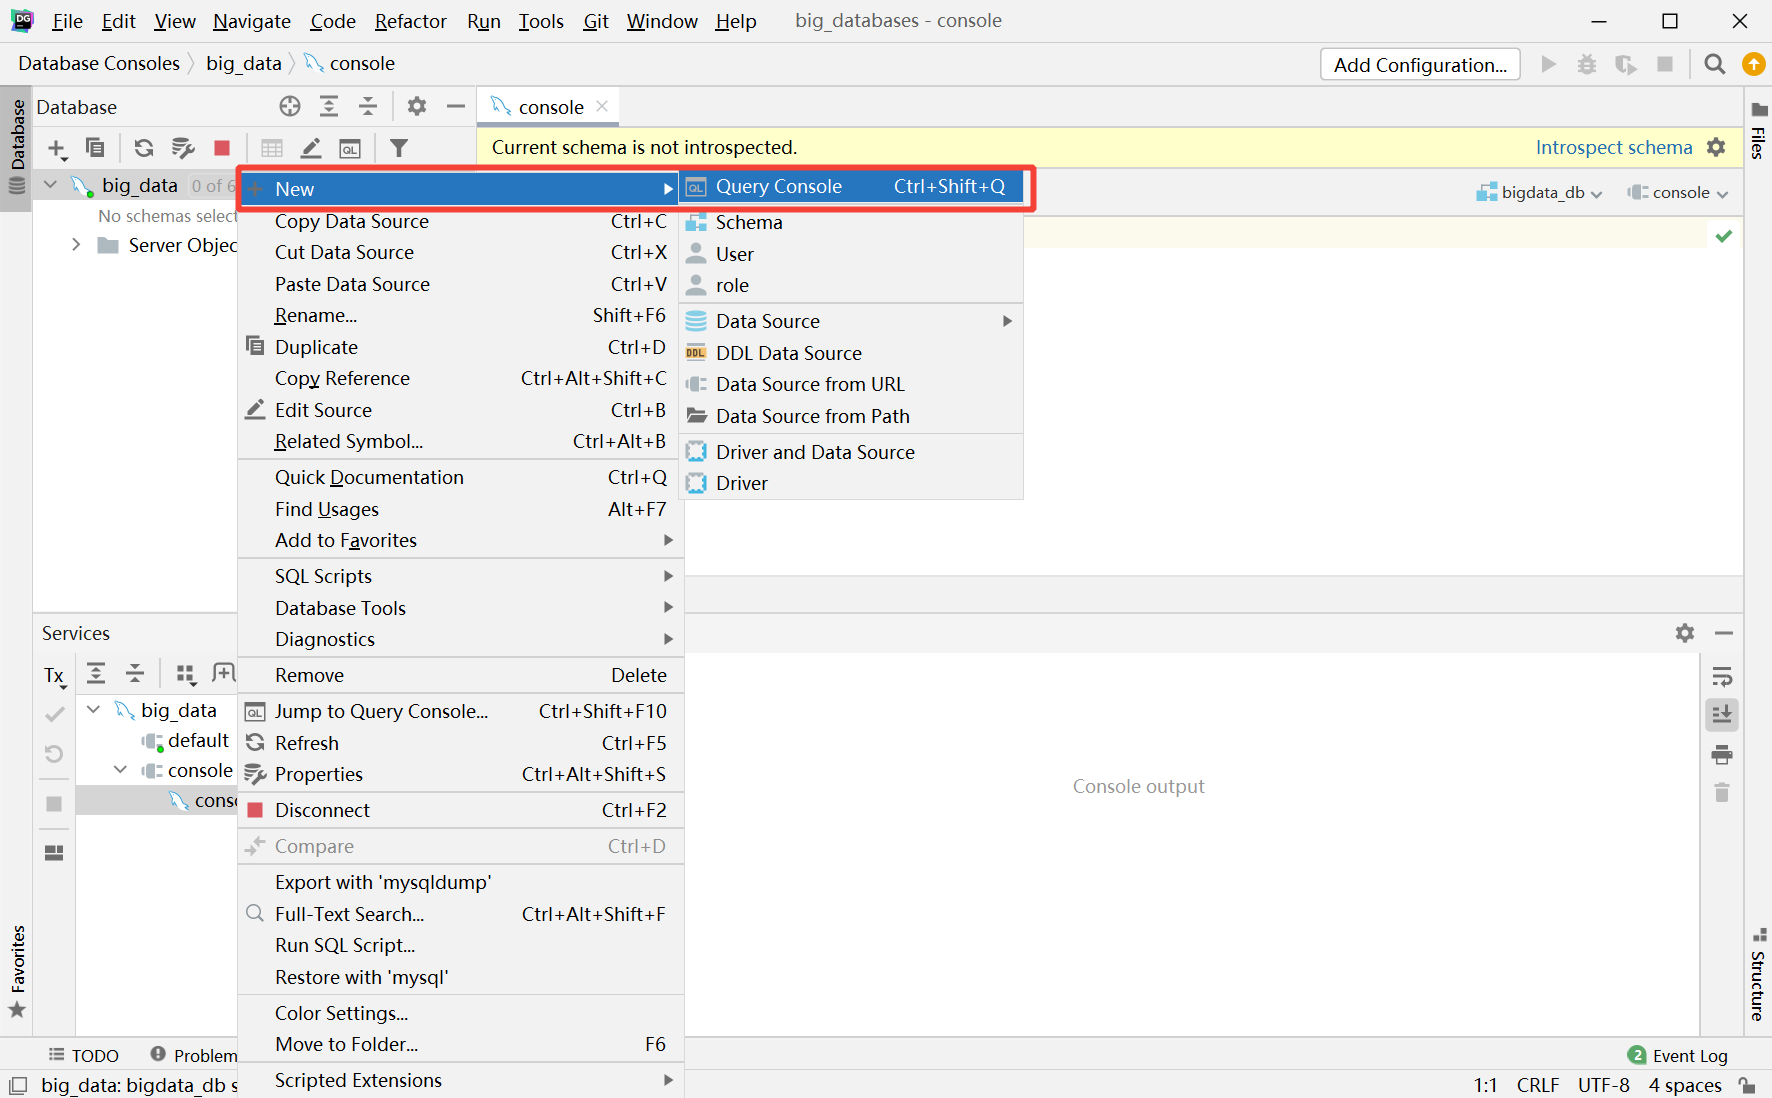 File Edit View Navigate Code Refactor Run Tools Git Window Help big_databases - console
Database Consoles big_data console Add Configuration...
Database
Database
console
Files
Current schema is not introspected. Introspect schema
big_data 0 of 6
No schemas select
Server Objec
bigdata_db console
New
Copy Data Source Ctrl+C
Cut Data Source Ctrl+X
Paste Data Source Ctrl+V
Rename... Shift+F6
Duplicate Ctrl+D
Copy Reference Ctrl+Alt+Shift+C
Edit Source Ctrl+B
Related Symbol... Ctrl+Alt+B
Quick Documentation Ctrl+Q
Find Usages Alt+F7
Add to Favorites
SQL Scripts
Database Tools
Diagnostics
Remove Delete
Jump to Query Console... Ctrl+Shift+F10
Refresh Ctrl+F5
Properties Ctrl+Alt+Shift+S
Disconnect Ctrl+F2
Compare Ctrl+D
Export with 'mysqldump'
Full-Text Search... Ctrl+Alt+Shift+F
Run SQL Script...
Restore with 'mysql'
Color Settings...
Move to Folder... F6
Scripted Extensions
QL Query Console Ctrl+Shift+Q
Schema
User
role
Data Source
DDL DDL Data Source
Data Source from URL
Data Source from Path
Driver and Data Source
Driver
Services
Tx
big_data
default
console
conso
Console output
Favorites
Structure
TODO Problem 2 Event Log
big_data: bigdata_db s 1:1 CRLF UTF-8 4 spaces